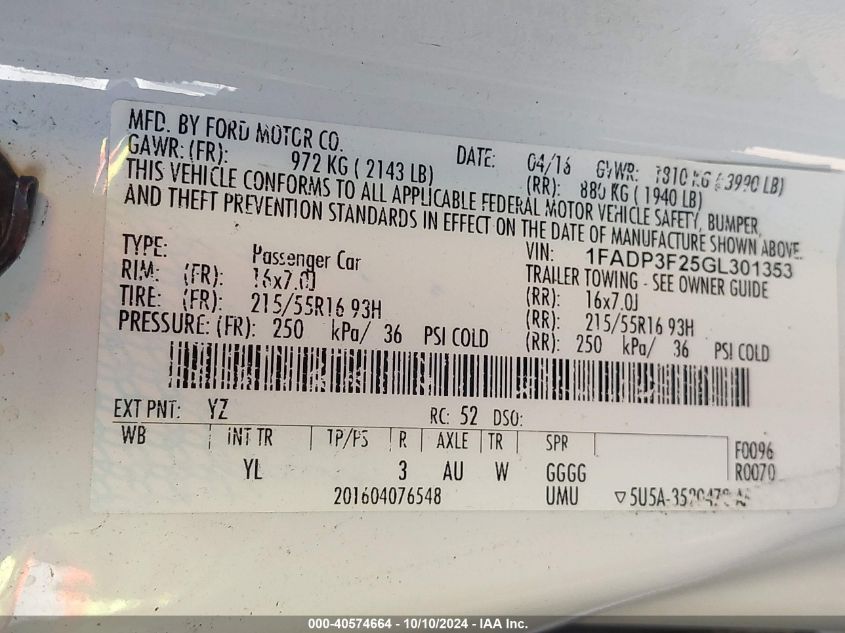 MFD. BY FORD MOTOR CO.
DATE: 04/16 GVWR: 1810 KG ( 3990 LB)
GAWR: (FR): 972 KG ( 2143 LB) (RR): 880 KG ( 1940 LB)
THIS VEHICLE CONFORMS TO ALL APPLICABLE FEDERAL MOTOR VEHICLE SAFETY, BUMPER,
AND THEFT PREVENTION STANDARDS IN EFFECT ON THE DATE OF MANUFACTURE SHOWN ABOVE.
VIN: 1FADP3F25GL301353
TYPE: Passenger Car TRAILER TOWING - SEE OWNER GUIDE
RIM: (FR): 16x7.0J (RR): 16x7.0J
TIRE: (FR): 215/55R16 93H (RR): 215/55R16 93H
PRESSURE: (FR): 250 kPa/ 36 PSI COLD (RR): 250 kPa/ 36 PSI COLD
EXT PNT: YZ RC: 52 DSO:
WB INT TR TP/PS R AXLE TR SPR F0096
YL 3 AU W GGGG R0070
201604076548 UMU
000-40574664 - 10/10/2024 - IAA Inc.